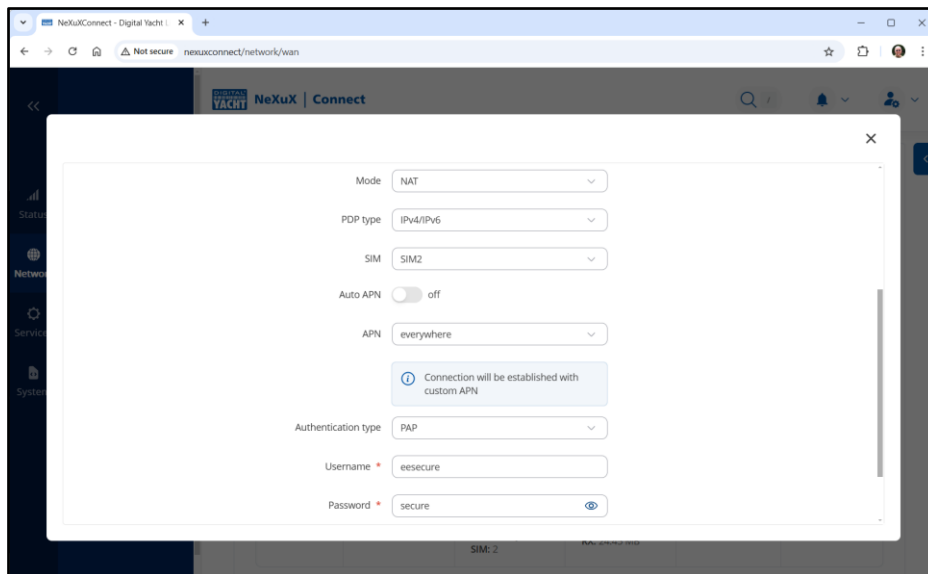 NeXuXConnect - Digital Yacht L
Not secure nexuxconnect/network/wan
DIGITAL YACHT NeXuX | Connect
/
Mode NAT
PDP type IPv4/IPv6
Status
SIM SIM2
Networ
Auto APN off
Service
APN everywhere
Connection will be established with
custom APN
System
Authentication type PAP
Username * eesecure
Password * secure
SIM: 2